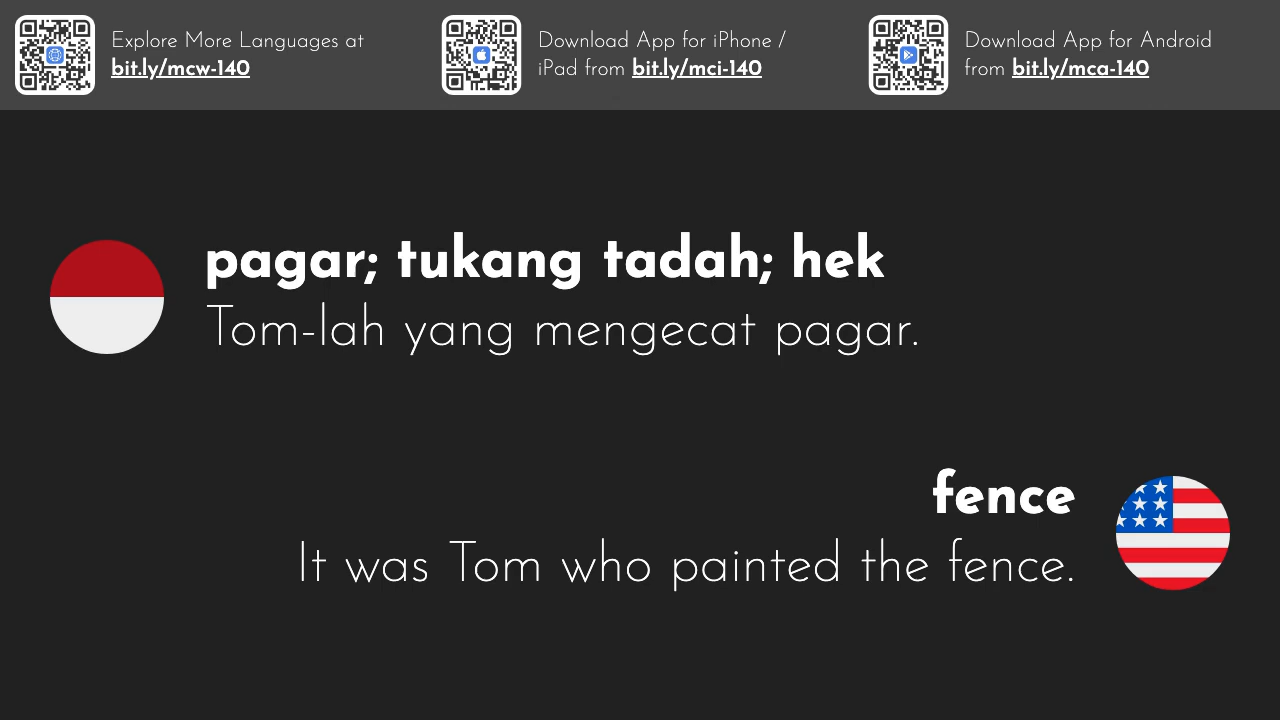 Explore More Languages at
bit.ly/mcw-140
Download App for iPhone /
iPad from bit.ly/mci-140
Download App for Android
from bit.ly/mca-140
pagar; tukang tadah; hek
Tom-lah yang mengecat pagar.
fence
It was Tom who painted the fence.